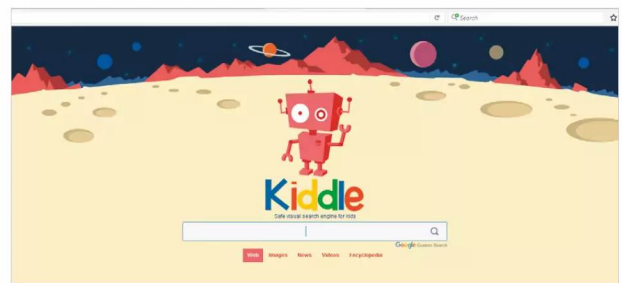 Search
Kiddle
Safe visual search engine for kids
Google Custom Search
Web Images News Videos Encyclopedia